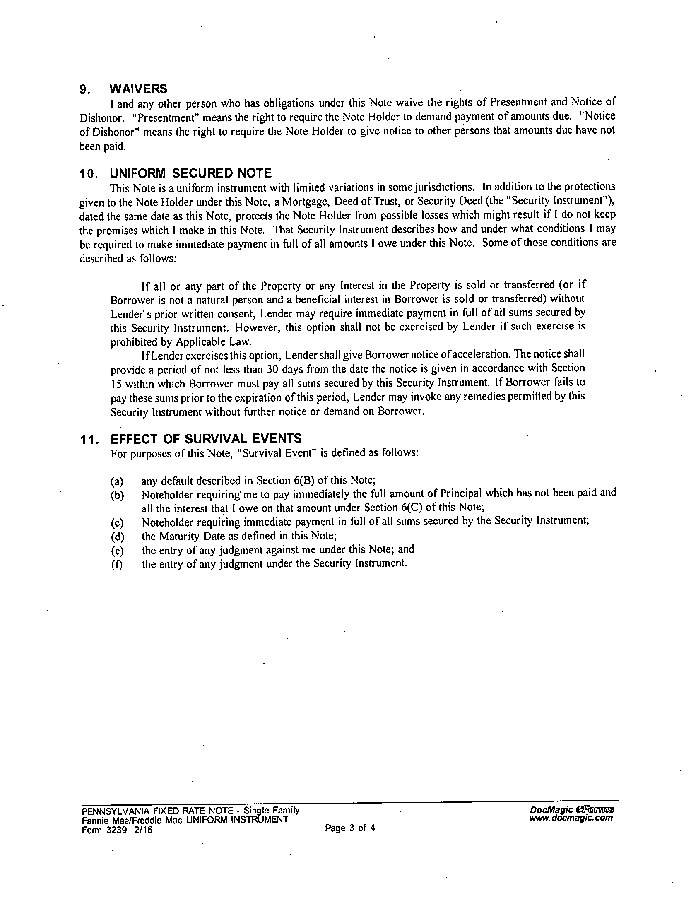 9. WAIVERS
I and any other person who has obligations under this Note waive the rights of Presentment and Notice of
Dishonor. "Presentment" means the right to require the Note Holder to demand payment of amounts due. "Notice
of Dishonor" means the right to require the Note Holder to give notice to other persons that amounts due have not
been paid.
10. UNIFORM SECURED NOTE
This Note is a uniform instrument with limited variations in some jurisdictions. In addition to the protections
given to the Note Holder under this Note, a Mortgage, Deed of Trust, or Security Deed (the "Security Instrument"),
dated the same date as this Note, protects the Note Holder from possible losses which might result if I do not keep
the promises which I make in this Note. That Security Instrument describes how and under what conditions I may
be required to make immediate payment in full of all amounts I owe under this Note. Some of those conditions are
described as follows:
If all or any part of the Property or any Interest in the Property is sold or transferred (or if
Borrower is not a natural person and a beneficial interest in Borrower is sold or transferred) without
Lender's prior written consent, Lender may require immediate payment in full of all sums secured by
this Security Instrument. However, this option shall not be exercised by Lender if such exercise is
prohibited by Applicable Law.
If Lender exercises this option, Lender shall give Borrower notice of acceleration. The notice shall
provide a period of not less than 30 days from the date the notice is given in accordance with Section
15 within which Borrower must pay all sums secured by this Security Instrument. If Borrower fails to
pay these sums prior to the expiration of this period, Lender may invoke any remedies permitted by this
Security Instrument without further notice or demand on Borrower.
11. EFFECT OF SURVIVAL EVENTS
For purposes of this Note, "Survival Event" is defined as follows:
(a) any default described in Section 6(B) of this Note;
(b) Noteholder requiring me to pay immediately the full amount of Principal which has not been paid and
all the interest that I owe on that amount under Section 6(C) of this Note;
(c) Noteholder requiring immediate payment in full of all sums secured by the Security Instrument;
(d) the Maturity Date as defined in this Note;
(e) the entry of any judgment against me under this Note; and
(f) the entry of any judgment under the Security Instrument.
PENNSYLVANIA FIXED RATE NOTE - Single Family
Fannie Mae/Freddie Mac UNIFORM INSTRUMENT
Form 3239 2/16
Page 3 of 4
DocMagic
www.docmagic.com